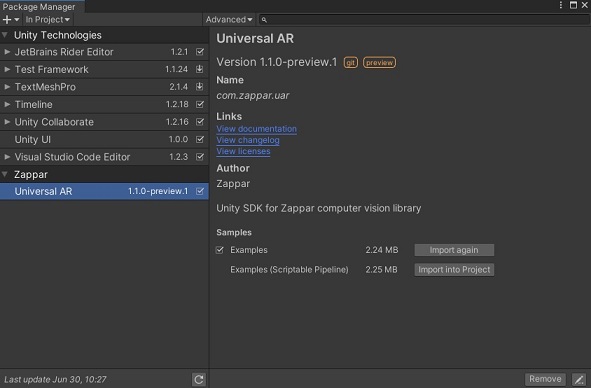 Package Manager
In Project
Advanced
Unity Technologies
JetBrains Rider Editor 1.2.1
Test Framework 1.1.24
TextMeshPro 2.1.4
Timeline 1.2.18
Unity Collaborate 1.2.16
Unity UI 1.0.0
Visual Studio Code Editor 1.2.3
Zappar
Universal AR 1.1.0-preview.1
Last update Jun 30, 10:27
Universal AR
Version 1.1.0-preview.1 git preview
Name
com.zappar.uar
Links
View documentation
View changelog
View licenses
Author
Zappar
Unity SDK for Zappar computer vision library
Samples
Examples 2.24 MB Import again
Examples (Scriptable Pipeline) 2.25 MB Import into Project
Remove